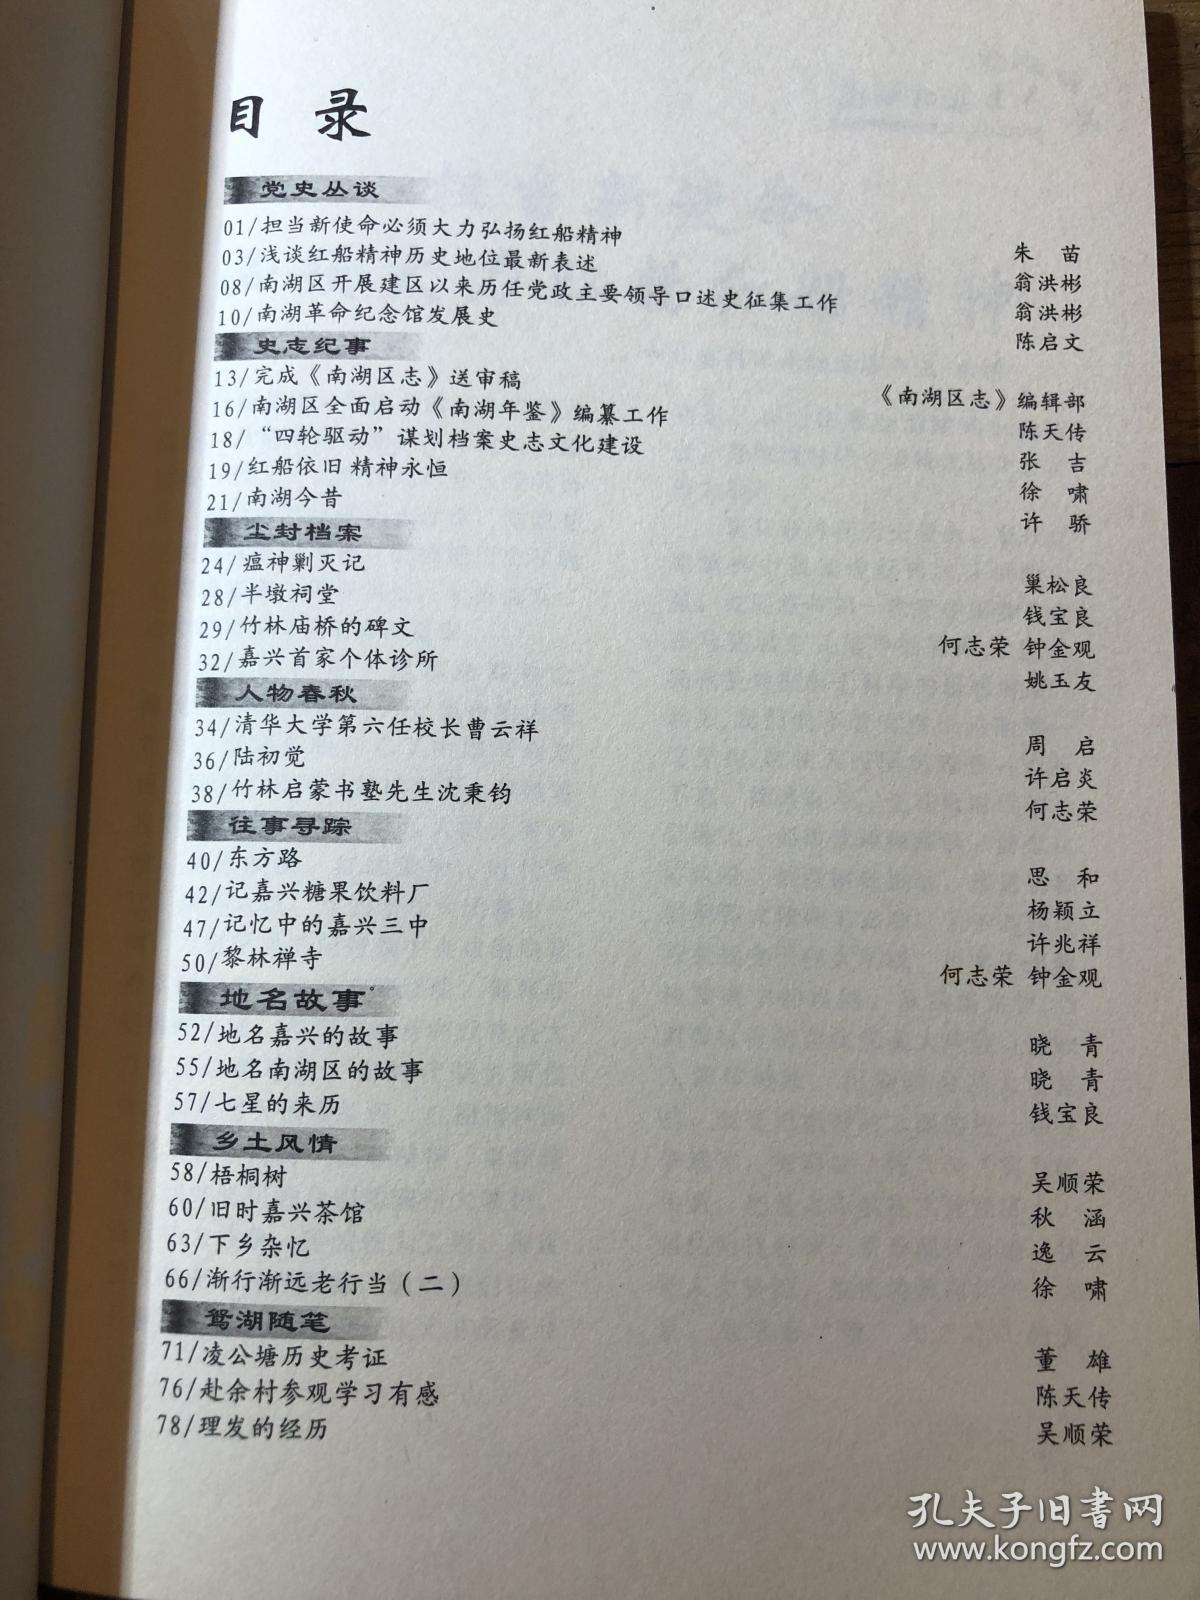 目 录
党史丛谈
01/担当新使命必须大力弘扬红船精神 朱 苗
03/浅谈红船精神历史地位最新表述 翁洪彬
08/南湖区开展建区以来历任党政主要领导口述史征集工作 翁洪彬
10/南湖革命纪念馆发展史 陈启文
史志纪事
13/完成《南湖区志》送审稿 《南湖区志》编辑部
16/南湖区全面启动《南湖年鉴》编纂工作 陈天传
18/“四轮驱动”谋划档案史志文化建设 张 吉
19/红船依旧 精神永恒 徐 啸
21/南湖今昔 许 骄
尘封档案
24/瘟神剿灭记 巢松良
28/半墩祠堂 钱宝良
29/竹林庙桥的碑文 何志荣 钟金观
32/嘉兴首家个体诊所 姚玉友
人物春秋
34/清华大学第六任校长曹云祥 周 启
36/陆初觉 许启炎
38/竹林启蒙书塾先生沈秉钧 何志荣
往事寻踪
40/东方路 思 和
42/记嘉兴糖果饮料厂 杨颖立
47/记忆中的嘉兴三中 许兆祥
50/黎林禅寺 何志荣 钟金观
地名故事
52/地名嘉兴的故事 晓 青
55/地名南湖区的故事 晓 青
57/七星的来历 钱宝良
乡土风情
58/梧桐树 吴顺荣
60/旧时嘉兴茶馆 秋 涵
63/下乡杂忆 逸 云
66/渐行渐远老行当（二） 徐 啸
鸳湖随笔
71/凌公塘历史考证 董 雄
76/赴余村参观学习有感 陈天传
78/理发的经历 吴顺荣
孔夫子旧书网
www.kongfz.com